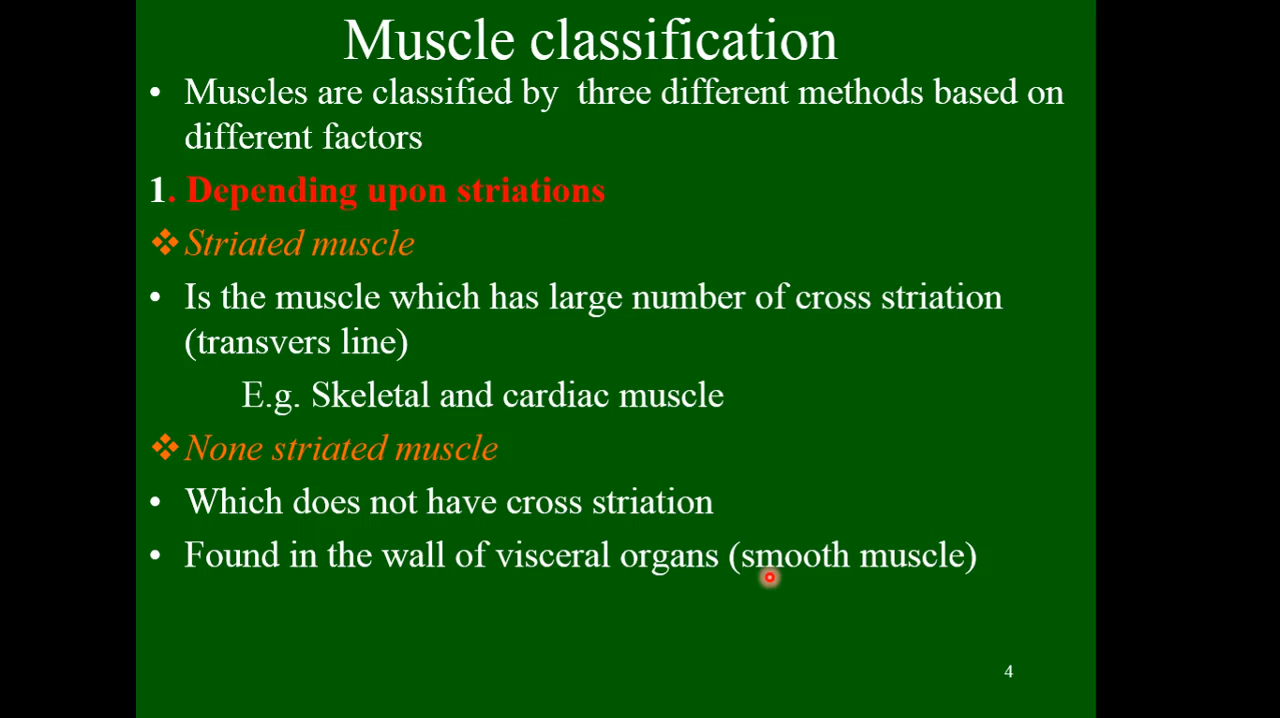 Muscle classification
• Muscles are classified by  three different methods based on
different factors
1. Depending upon striations
❖ Striated muscle
• Is the muscle which has large number of cross striation
(transvers line)
E.g. Skeletal and cardiac muscle
❖ None striated muscle
• Which does not have cross striation
• Found in the wall of visceral organs (smooth muscle)
4